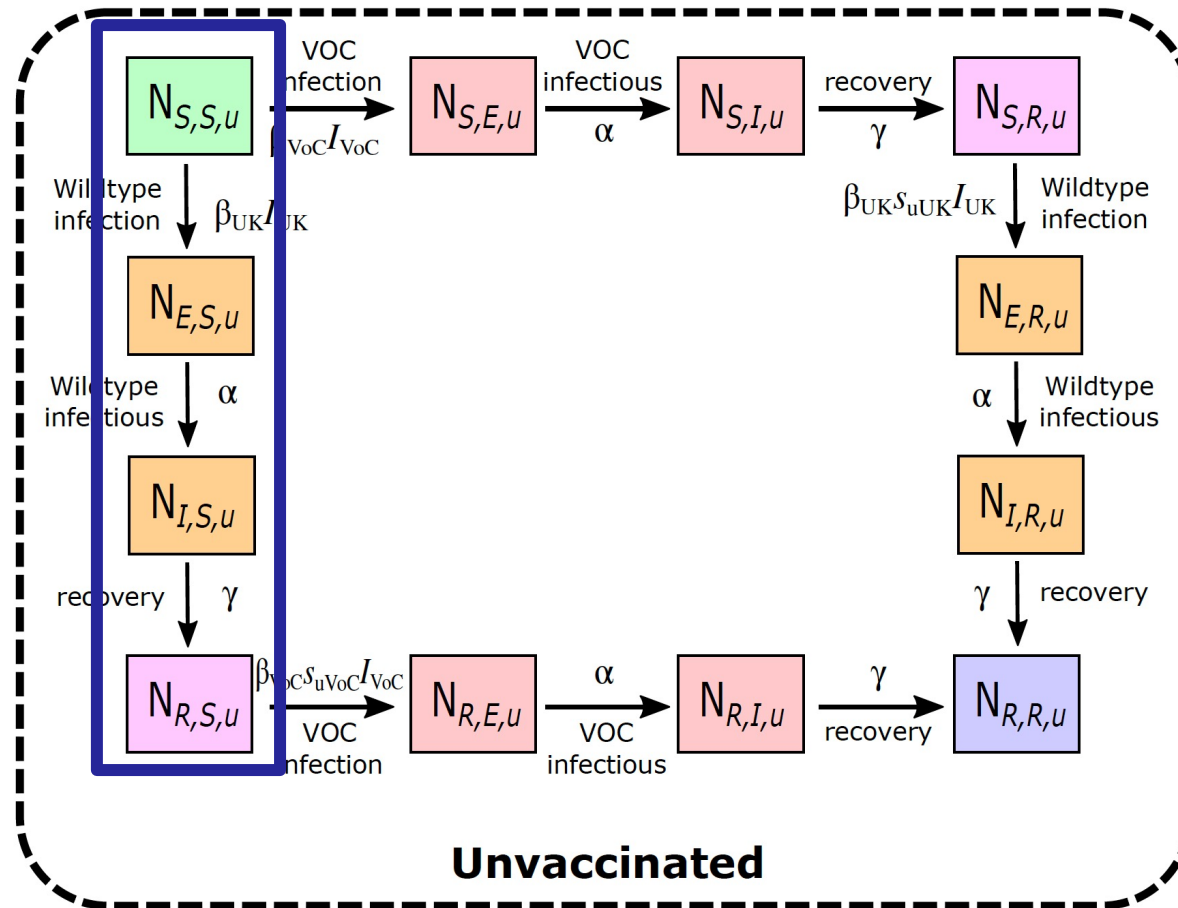 VOC
infection
VOC
infectious
recovery
N_{S,S,u}
N_{S,E,u}
N_{S,I,u}
N_{S,R,u}
β_{VoC}I_{VoC}
α
γ
Wildtype
infection
β_{UK}I_{UK}
β_{UK}s_{uUK}I_{UK}
Wildtype
infection
N_{E,S,u}
N_{E,R,u}
Wildtype
infectious
α
α
Wildtype
infectious
N_{I,S,u}
N_{I,R,u}
recovery
γ
γ
recovery
β_{VoC}s_{uVoC}I_{VoC}
α
γ
N_{R,S,u}
N_{R,E,u}
N_{R,I,u}
N_{R,R,u}
VOC
infection
VOC
infectious
recovery
Unvaccinated